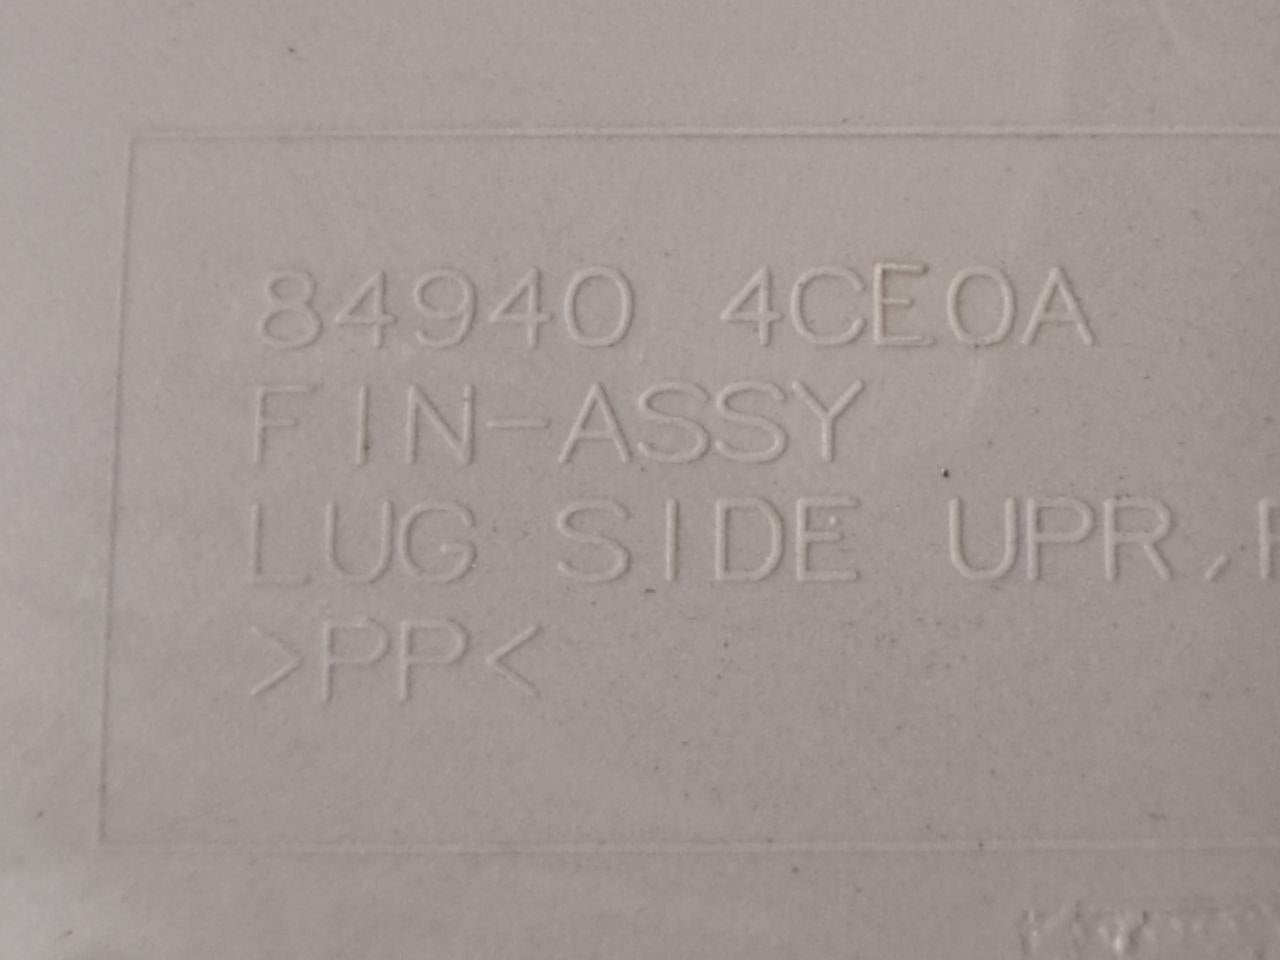 84940 4CE0A
FIN-ASSY
LUG SIDE UPR,
>PP<